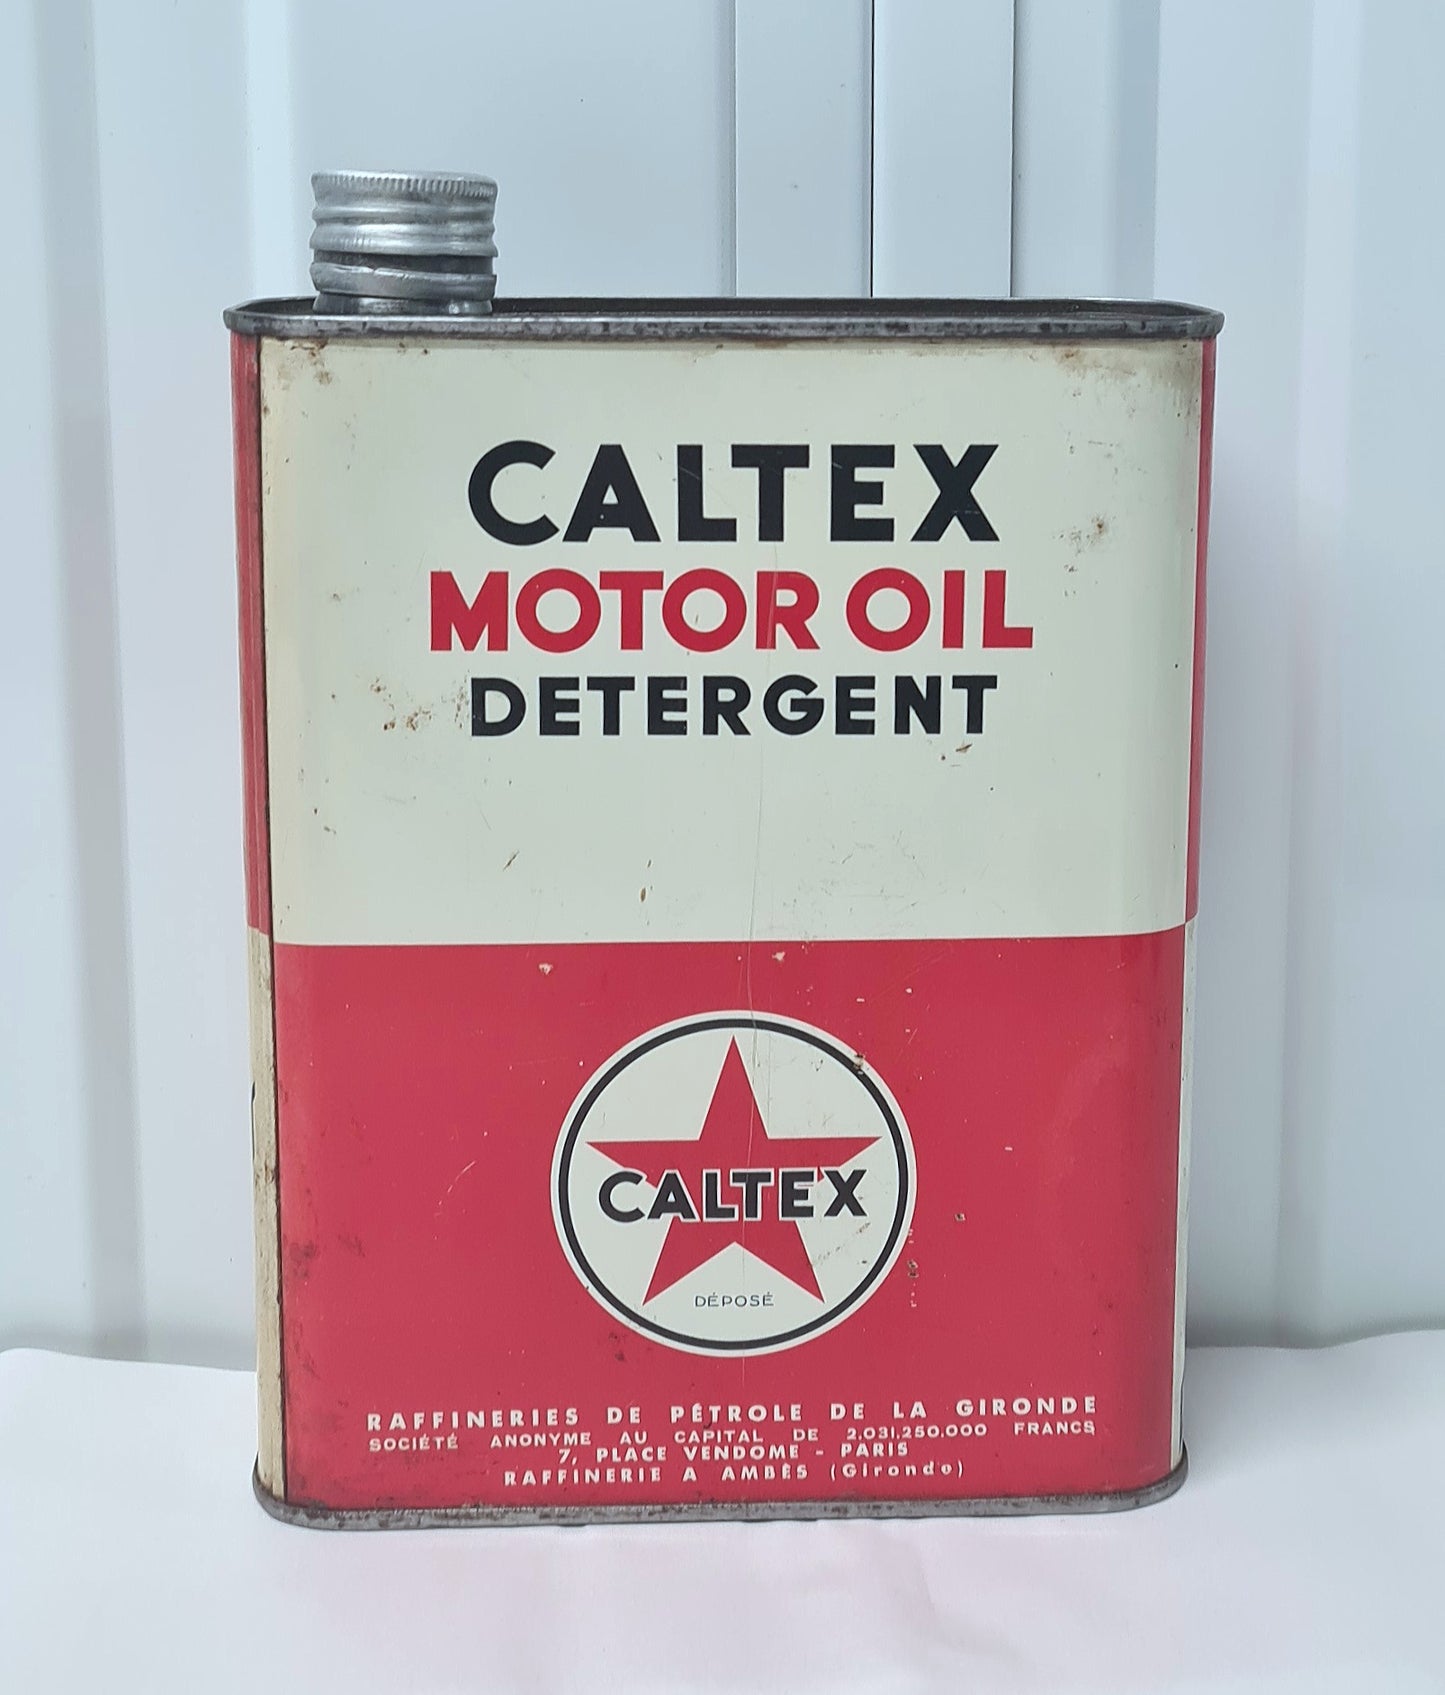 CALTEX
MOTOR OIL
DETERGENT
CALTEX
DÉPOSÉ
RAFFINERIES DE PÉTROLE DE LA GIRONDE
SOCIÉTÉ ANONYME AU CAPITAL DE 2.031.250.000 FRANCS
7, PLACE VENDOME - PARIS
RAFFINERIE A AMBÈS (Gironde)